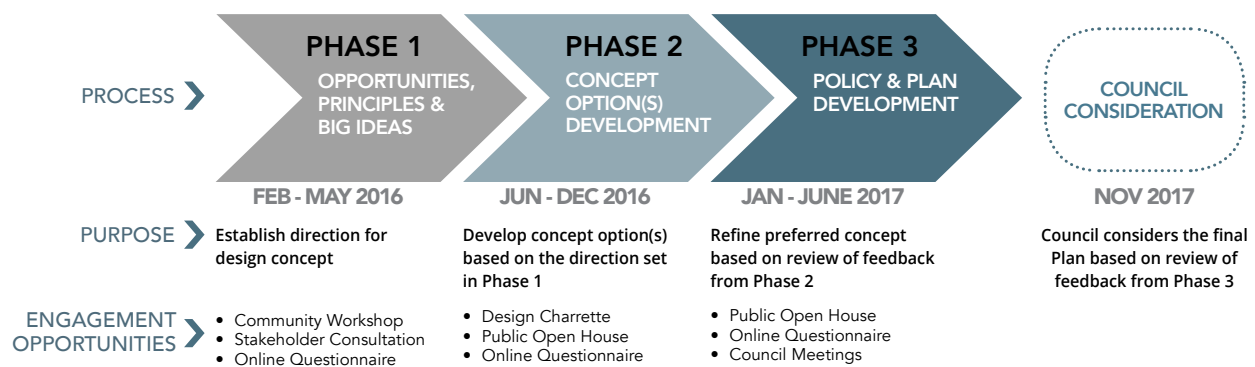 PROCESS
PHASE 1
OPPORTUNITIES,
PRINCIPLES &
BIG IDEAS
FEB - MAY 2016
PHASE 2
CONCEPT
OPTION(S)
DEVELOPMENT
JUN - DEC 2016
PHASE 3
POLICY & PLAN
DEVELOPMENT
JAN - JUNE 2017
COUNCIL
CONSIDERATION
NOV 2017
PURPOSE
Establish direction for
design concept
Develop concept option(s)
based on the direction set
in Phase 1
Refine preferred concept
based on review of feedback
from Phase 2
Council considers the final
Plan based on review of
feedback from Phase 3
ENGAGEMENT
OPPORTUNITIES
• Community Workshop
• Stakeholder Consultation
• Online Questionnaire
• Design Charrette
• Public Open House
• Online Questionnaire
• Public Open House
• Online Questionnaire
• Council Meetings